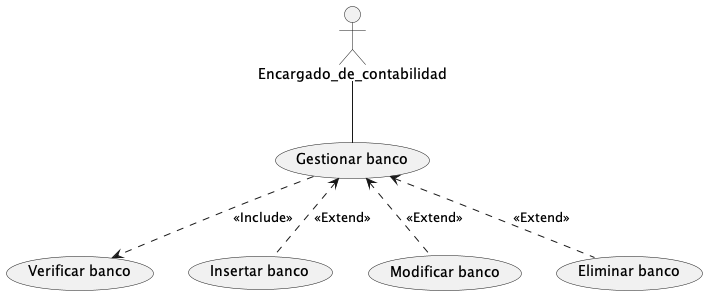 Encargado_de_contabilidad
Gestionar banco
«Include»
«Extend»
«Extend»
«Extend»
Verificar banco
Insertar banco
Modificar banco
Eliminar banco